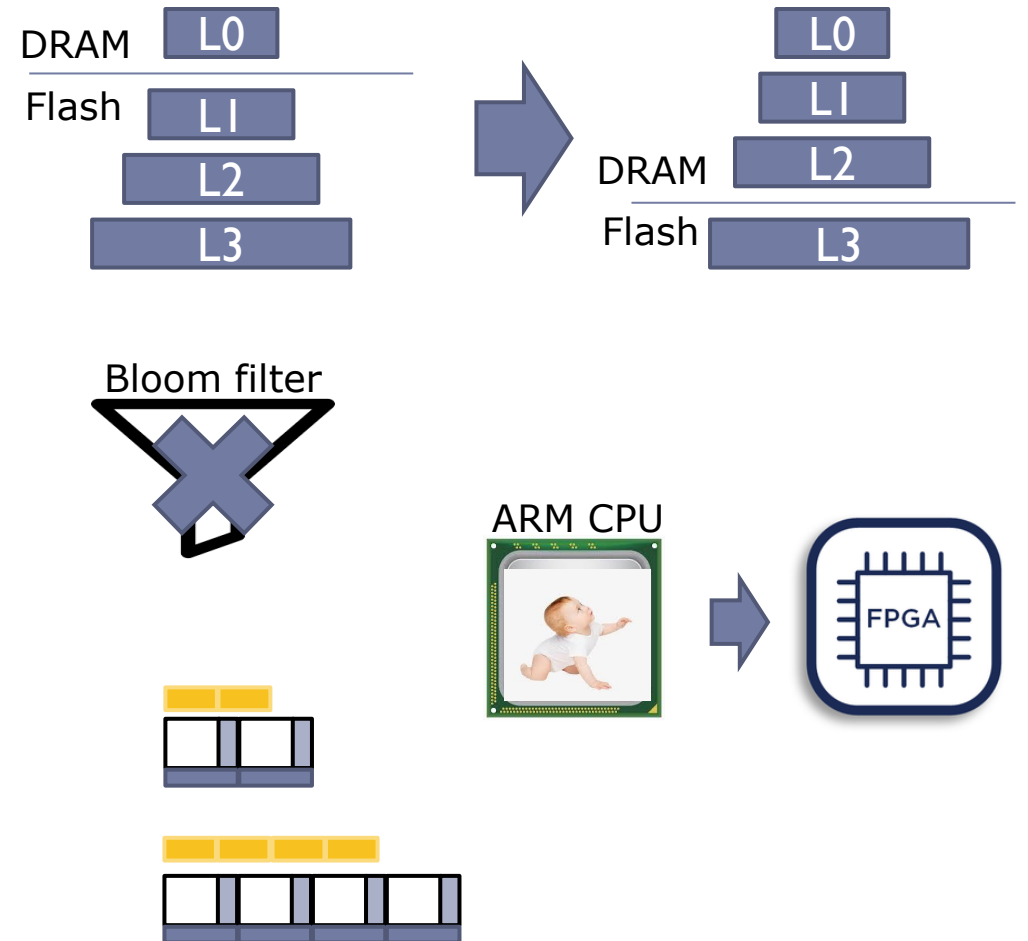 DRAM
L0
Flash
L1
L2
L3
L0
L1
DRAM
L2
Flash
L3
Bloom filter
ARM CPU
FPGA